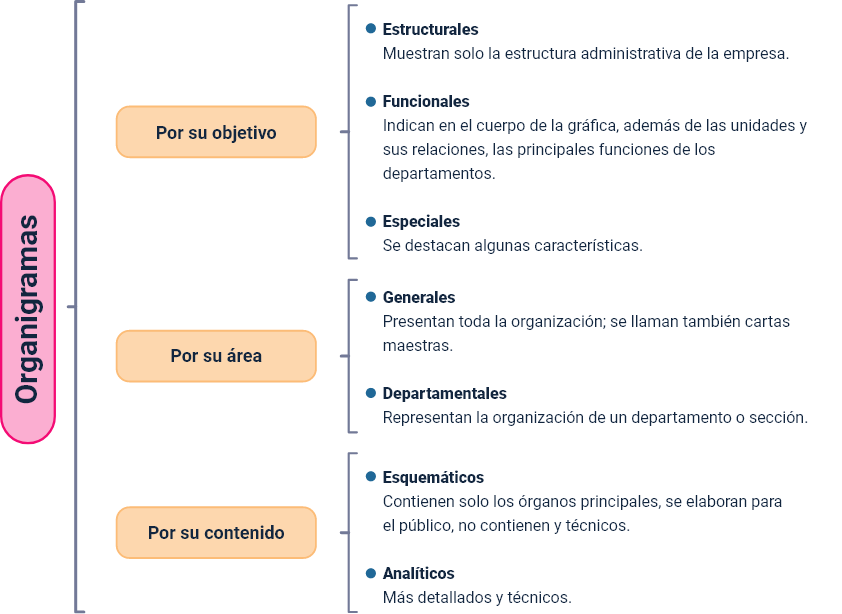 Organigramas
Por su objetivo
Estructurales
Muestran solo la estructura administrativa de la empresa.
Funcionales
Indican en el cuerpo de la gráfica, además de las unidades y
sus relaciones, las principales funciones de los
departamentos.
Especiales
Se destacan algunas características.
Por su área
Generales
Presentan toda la organización; se llaman también cartas
maestras.
Departamentales
Representan la organización de un departamento o sección.
Por su contenido
Esquemáticos
Contienen solo los órganos principales, se elaboran para
el público, no contienen y técnicos.
Analíticos
Más detallados y técnicos.